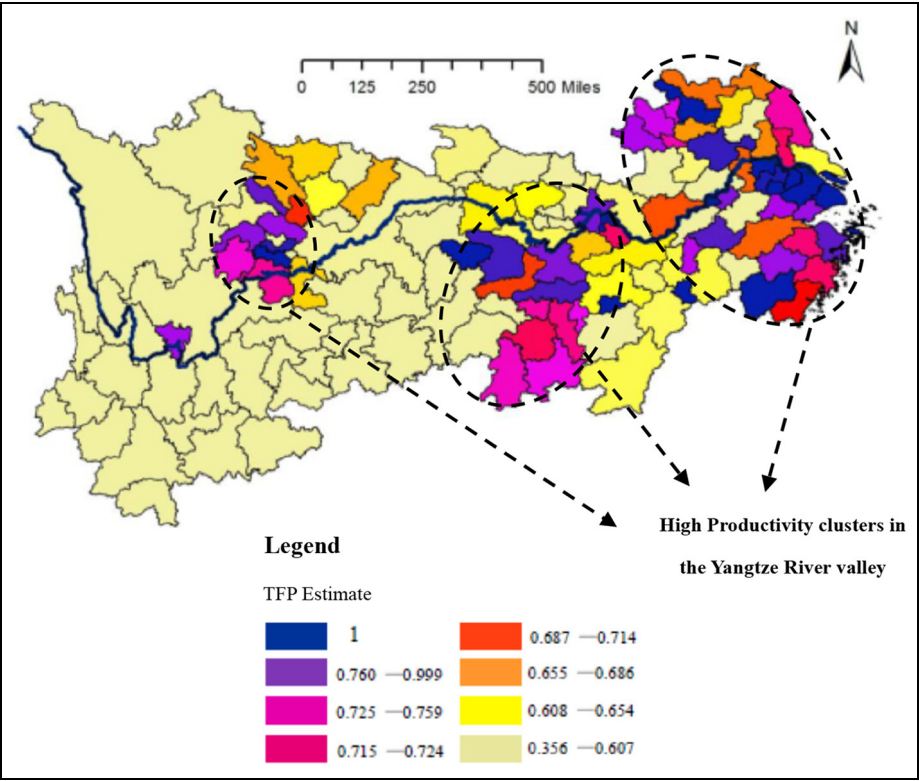 N
0 125 250 500 Miles
High Productivity clusters in
the Yangtze River valley
Legend
TFP Estimate
1
0.760 —0.999
0.725 —0.759
0.715 —0.724
0.687 —0.714
0.655 —0.686
0.608 —0.654
0.356 —0.607